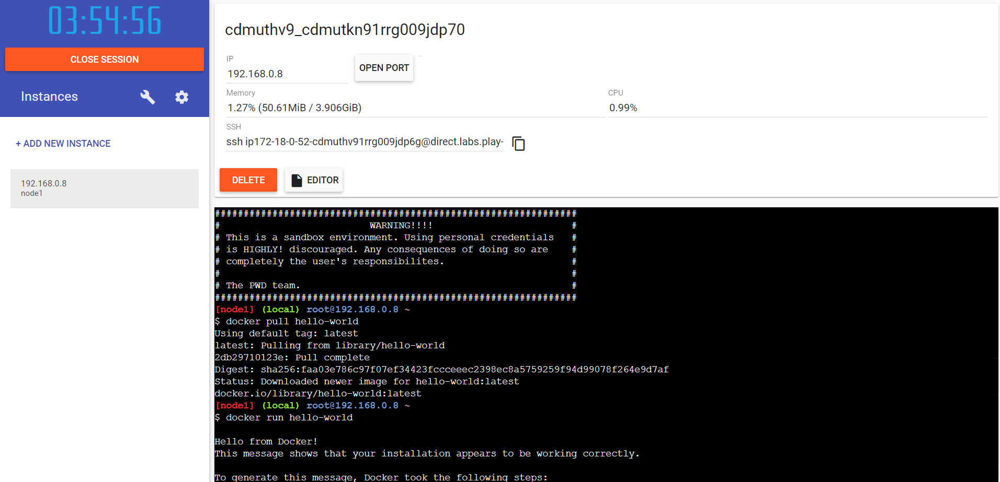 03:54:56
CLOSE SESSION
Instances
+ ADD NEW INSTANCE
192.168.0.8
node1
cdmuthv9_cdmutkn91rrg009jdp70
IP
192.168.0.8
OPEN PORT
Memory
1.27% (50.61MiB / 3.906GiB)
CPU
0.99%
SSH
ssh ip172-18-0-52-cdmuthv91rrg009jdp6g@direct.labs.play-
DELETE
EDITOR
###############################################################
#                          WARNING!!!!                        #
# This is a sandbox environment. Using personal credentials   #
# is HIGHLY! discouraged. Any consequences of doing so are    #
# completely the user's responsibilites.                      #
#                                                             #
# The PWD team.                                               #
###############################################################
[node1] (local) root@192.168.0.8 ~
$ docker pull hello-world
Using default tag: latest
latest: Pulling from library/hello-world
2db29710123e: Pull complete
Digest: sha256:faa03e786c97f07ef34423fccceeec2398ec8a5759259f94d99078f264e9d7af
Status: Downloaded newer image for hello-world:latest
docker.io/library/hello-world:latest
[node1] (local) root@192.168.0.8 ~
$ docker run hello-world
Hello from Docker!
This message shows that your installation appears to be working correctly.
To generate this message, Docker took the following steps: